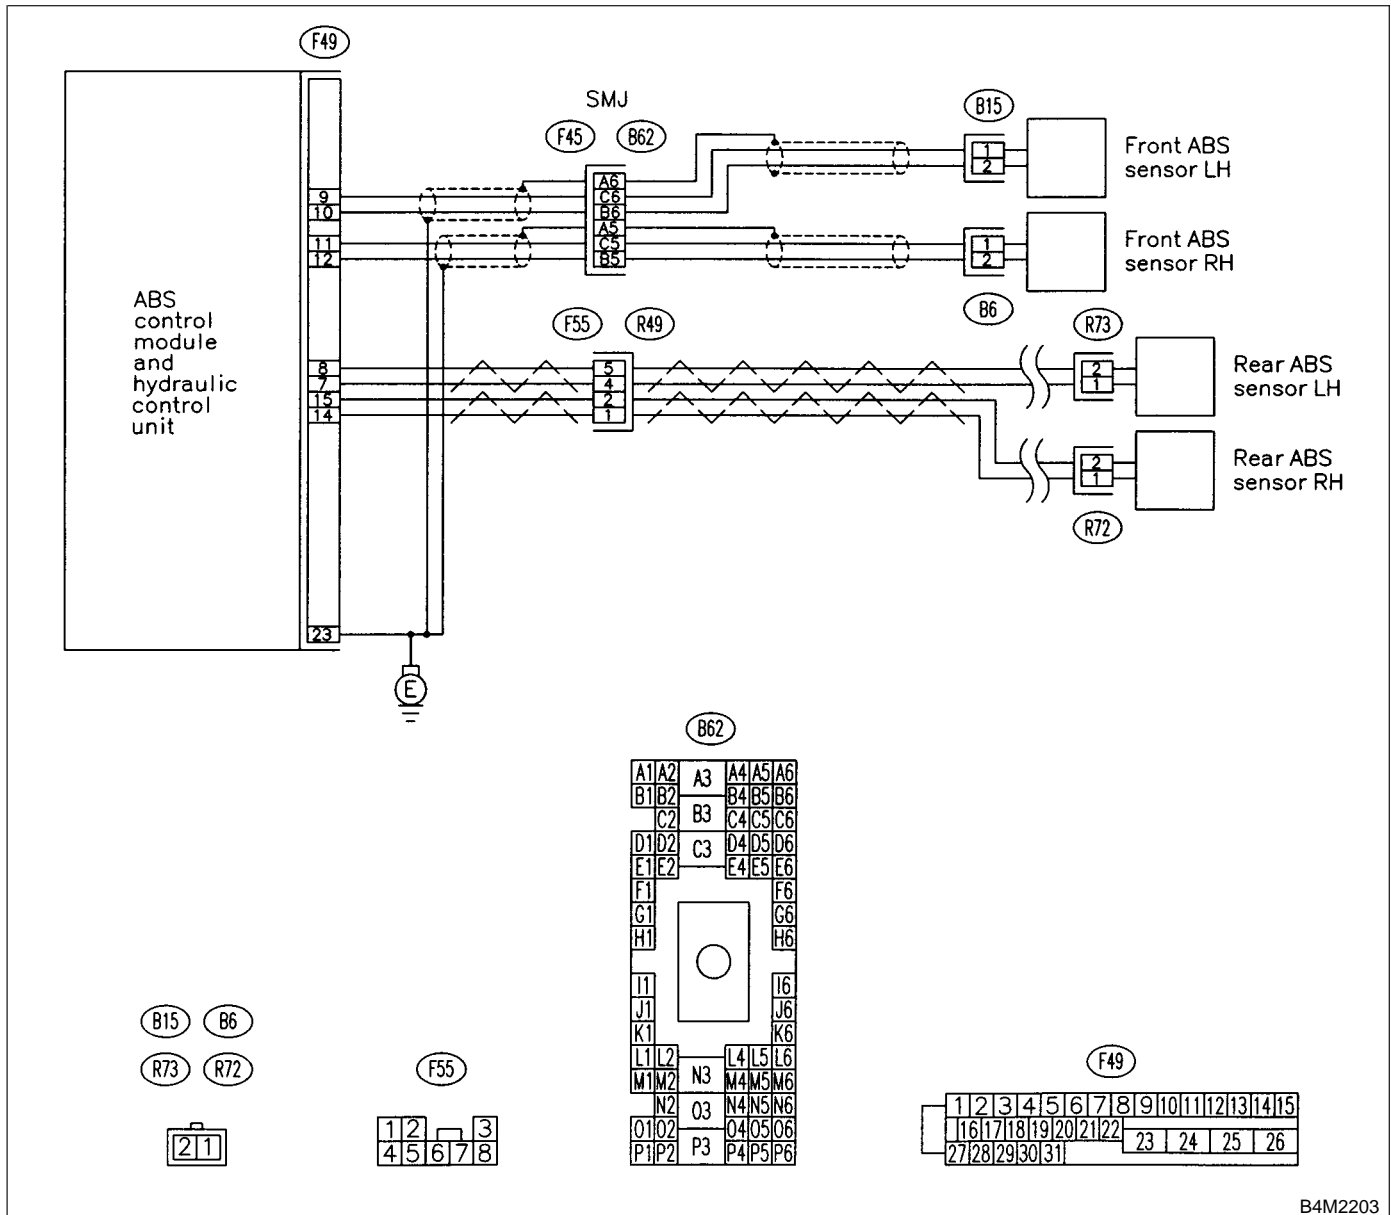 F49
SMJ
F45 B62
B15
A6
C6
B6
A5
C5
B5
9
10
11
12
1
2
Front ABS
sensor LH
1
2
Front ABS
sensor RH
B6
ABS
control
module
and
hydraulic
control
unit
F55 R49
R73
8
7
15
14
5
4
2
1
2
1
Rear ABS
sensor LH
2
1
Rear ABS
sensor RH
R72
23
E
B62
A1 A2 A3 A4 A5 A6
B1 B2 B3 B4 B5 B6
C2 C4 C5 C6
D1 D2 C3 D4 D5 D6
E1 E2 E4 E5 E6
F1 F6
G1 G6
H1 H6
I1 I6
J1 J6
K1 K6
L1 L2 L4 L5 L6
M1 M2 N3 M4 M5 M6
N2 O3 N4 N5 N6
O1 O2 O4 O5 O6
P1 P2 P3 P4 P5 P6
B15 B6
R73 R72
2 1
F55
1 2 3
4 5 6 7 8
F49
1 2 3 4 5 6 7 8 9 10 11 12 13 14 15
16 17 18 19 20 21 22 23 24 25 26
27 28 29 30 31
B4M2203